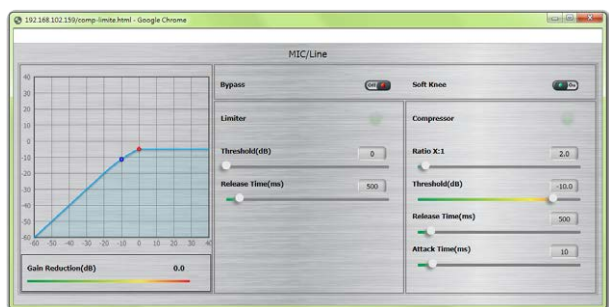 192.168.102.159/comp-limite.html - Google Chrome
MIC/Line
40
30
20
10
0
-10
-20
-30
-40
-50
-60
-60 -50 -40 -30 -20 -10 0 10 20 30 40
Gain Reduction(dB) 0.0
Bypass Off
Soft Knee On
Limiter
Threshold(dB) 0
Release Time(ms) 500
Compressor
Ratio X:1 2.0
Threshold(dB) -10.0
Release Time(ms) 500
Attack Time(ms) 10